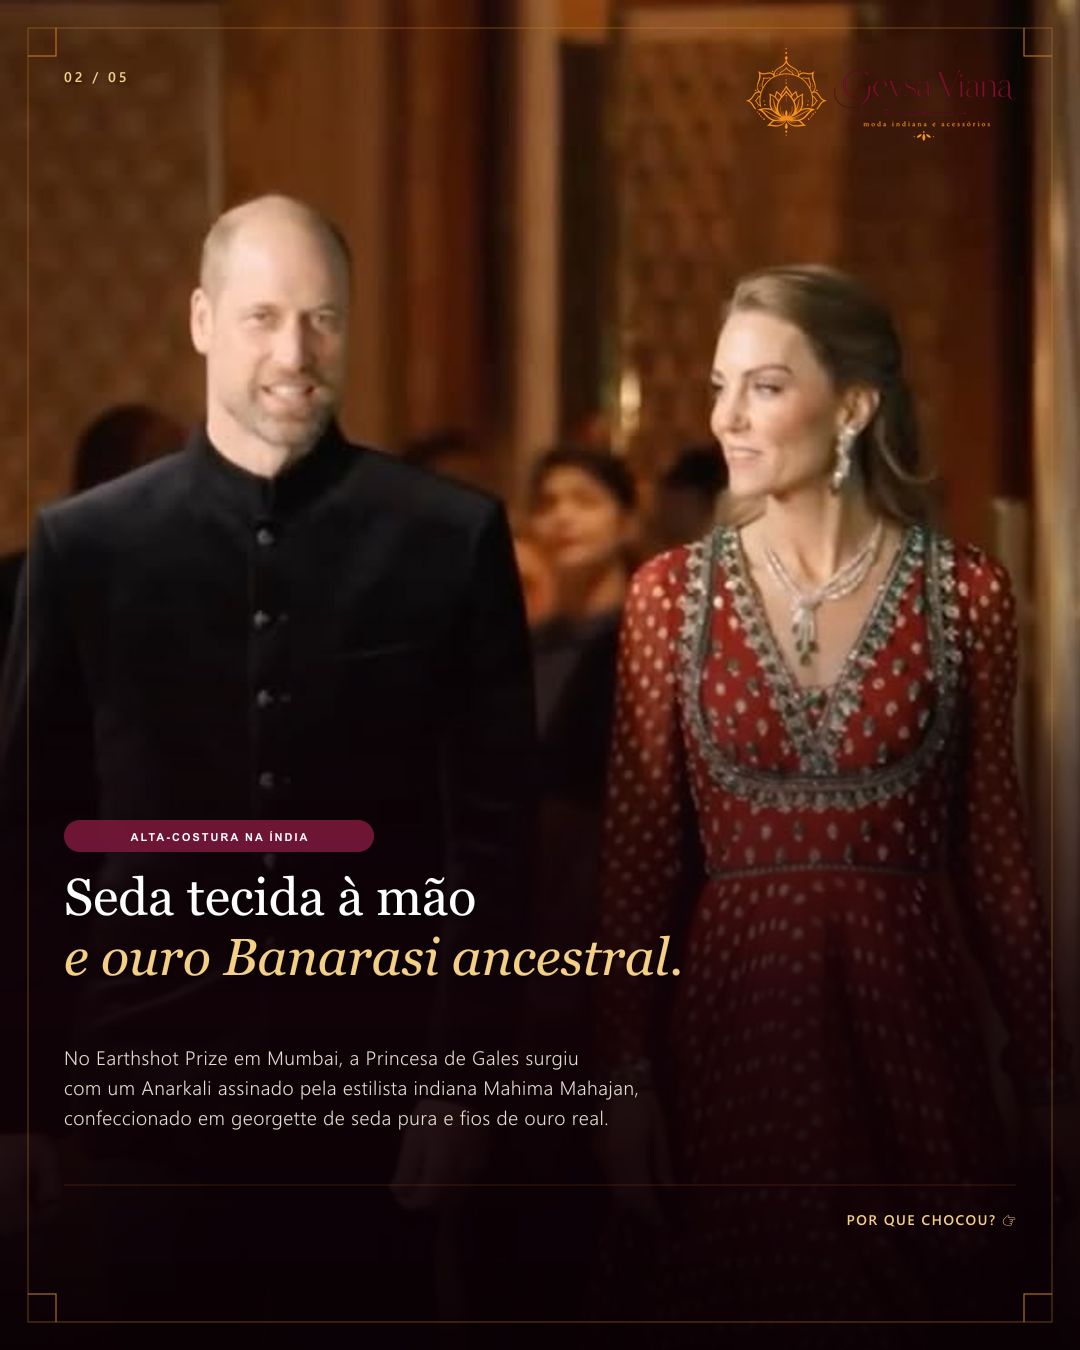 02 / 05
Geysa Viana
moda indiana e acessórios
ALTA-COSTURA NA ÍNDIA
Seda tecida à mão
e ouro Banarasi ancestral.
No Earthshot Prize em Mumbai, a Princesa de Gales surgiu
com um Anarkali assinado pela estilista indiana Mahima Mahajan,
confeccionado em georgette de seda pura e fios de ouro real.
POR QUE CHOCOU? 👉